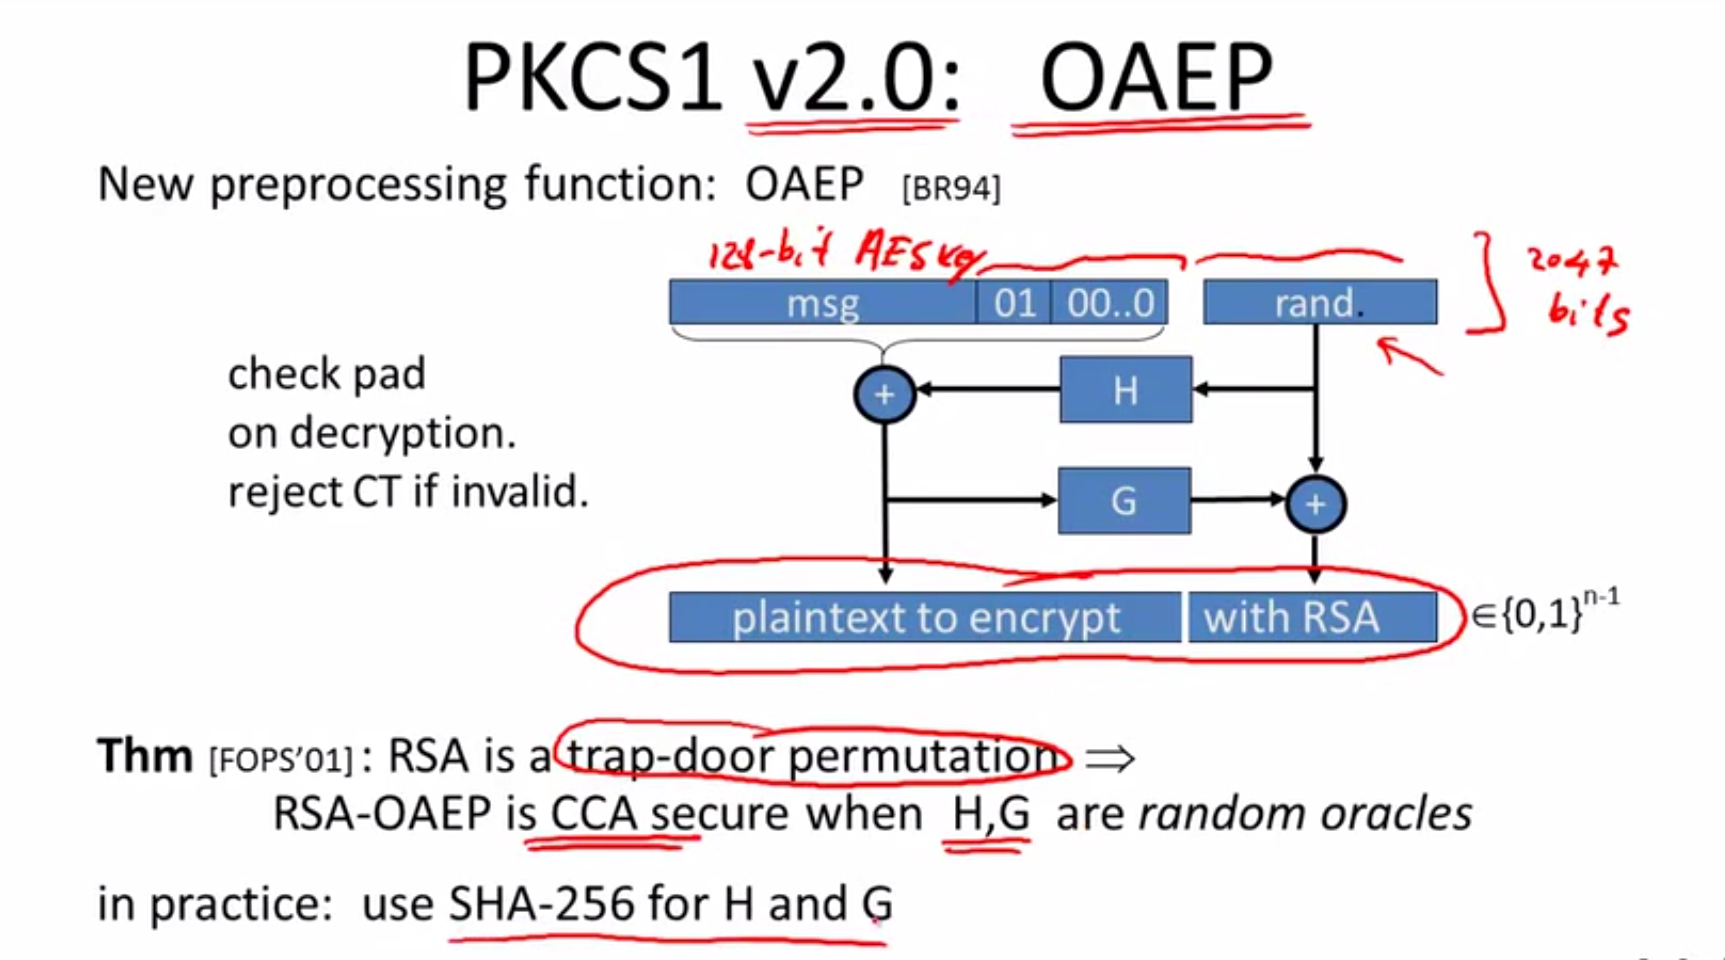 PKCS1 v2.0: OAEP
New preprocessing function: OAEP [BR94]
128-bit AES key
msg 01 00..0 rand.
2047
bits
check pad
on decryption.
reject CT if invalid.
+ H
G +
plaintext to encrypt with RSA ∈{0,1}ⁿ⁻¹
Thm [FOPS'01] : RSA is a trap-door permutation ⇒
RSA-OAEP is CCA secure when H,G are random oracles
in practice: use SHA-256 for H and G